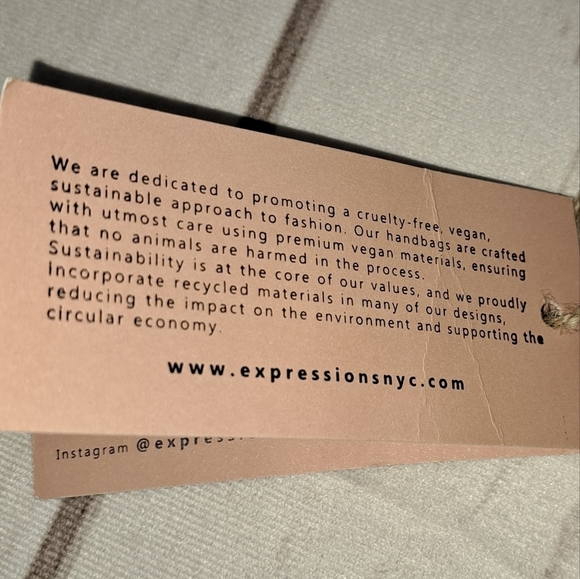 We are dedicated to promoting a cruelty-free, vegan,
sustainable approach to fashion. Our handbags are crafted
with utmost care using premium vegan materials, ensuring
that no animals are harmed in the process.
Sustainability is at the core of our values, and we proudly
incorporate recycled materials in many of our designs,
reducing the impact on the environment and supporting the
circular economy.
www.expressionsnyc.com
Instagram